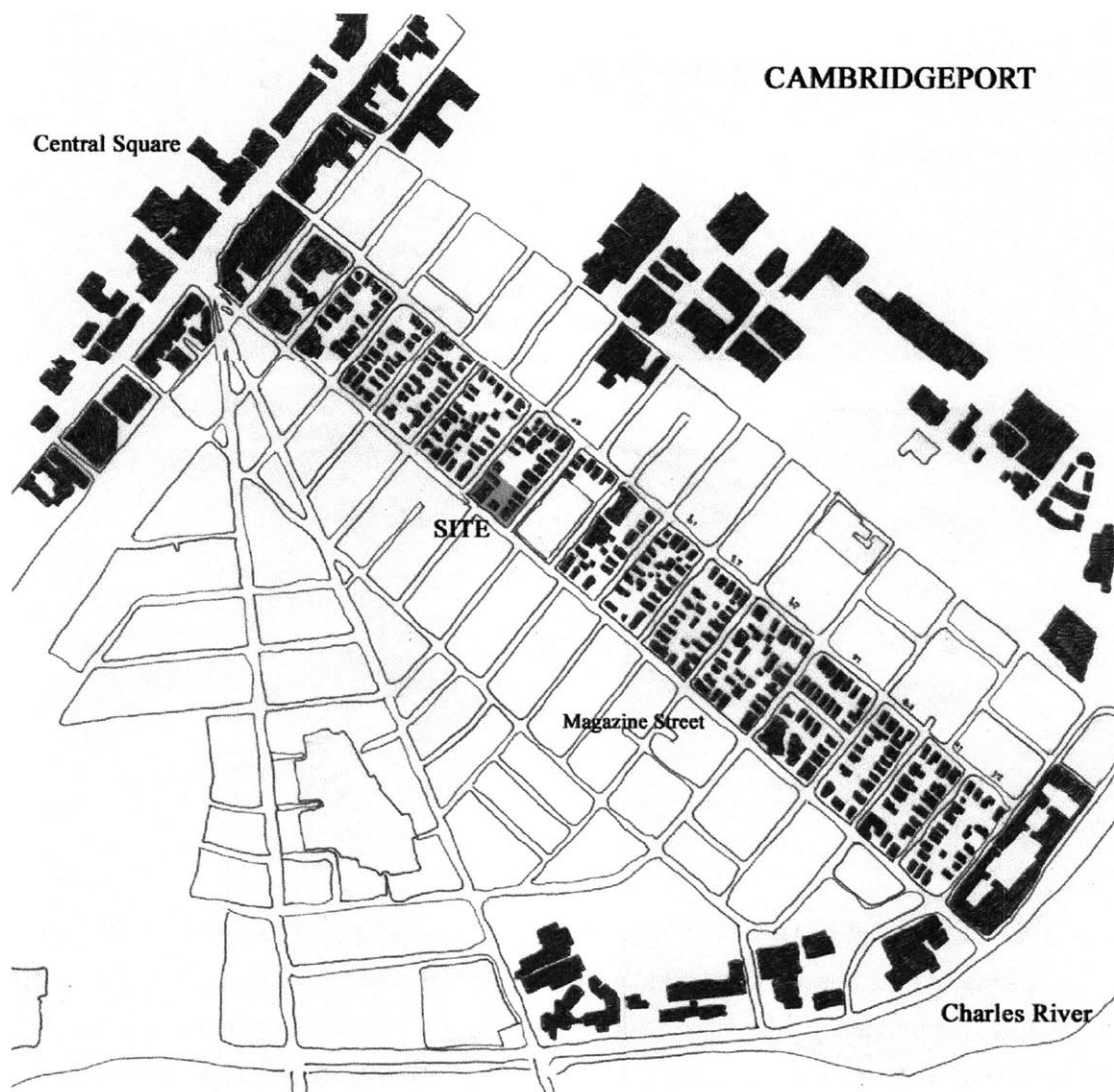 CAMBRIDGEPORT
Central Square
SITE
Magazine Street
Charles River